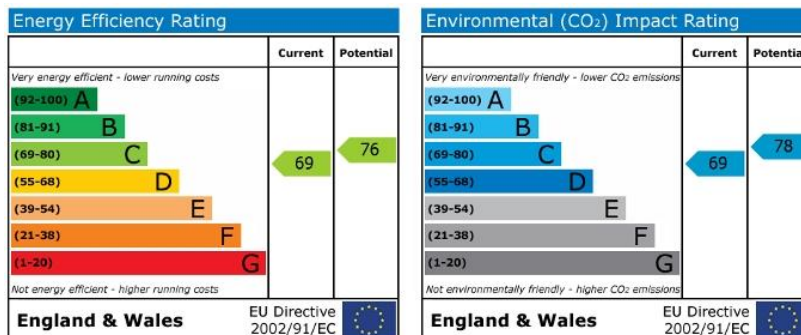 Energy Efficiency Rating
Current Potential
Very energy efficient - lower running costs
(92-100) A
(81-91) B
(69-80) C
(55-68) D
(39-54) E
(21-38) F
(1-20) G
69
76
Not energy efficient - higher running costs
England & Wales
EU Directive
2002/91/EC
Environmental (CO₂) Impact Rating
Current Potential
Very environmentally friendly - lower CO₂ emissions
(92-100) A
(81-91) B
(69-80) C
(55-68) D
(39-54) E
(21-38) F
(1-20) G
69
78
Not environmentally friendly - higher CO₂ emissions
England & Wales
EU Directive
2002/91/EC